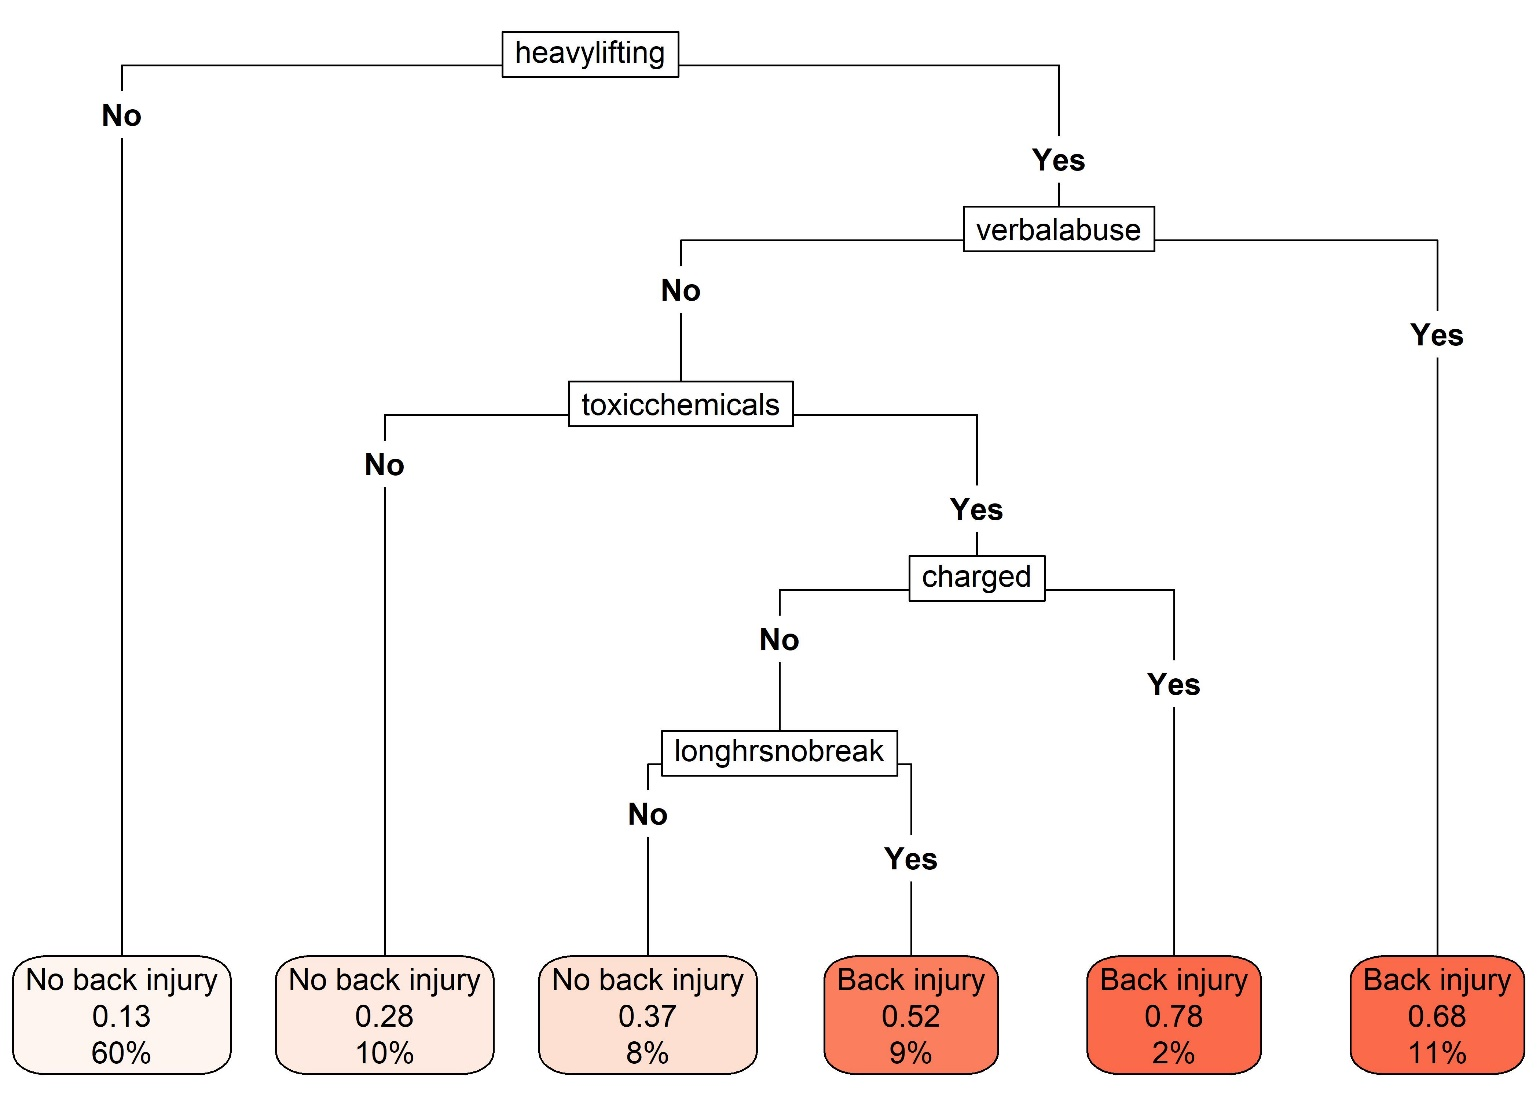 heavylifting
No
Yes
verbalabuse
No
Yes
toxicchemicals
No
Yes
charged
No
Yes
longhrsnobreak
No
Yes
No back injury
0.13
60%
No back injury
0.28
10%
No back injury
0.37
8%
Back injury
0.52
9%
Back injury
0.78
2%
Back injury
0.68
11%